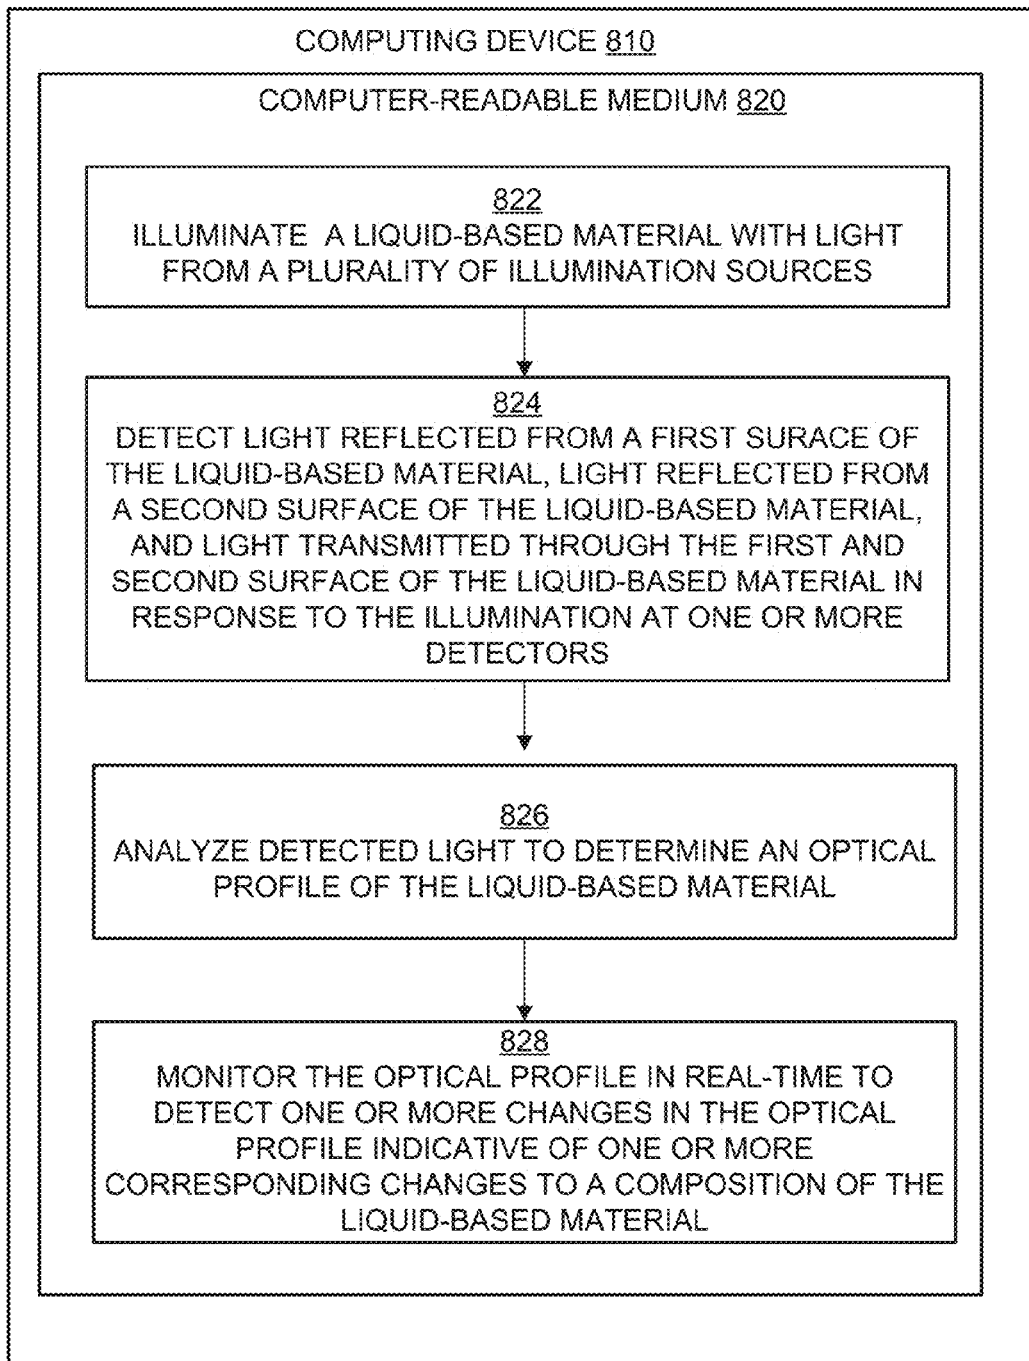 COMPUTING DEVICE 810
COMPUTER-READABLE MEDIUM 820
822
ILLUMINATE A LIQUID-BASED MATERIAL WITH LIGHT
FROM A PLURALITY OF ILLUMINATION SOURCES
824
DETECT LIGHT REFLECTED FROM A FIRST SURACE OF
THE LIQUID-BASED MATERIAL, LIGHT REFLECTED FROM
A SECOND SURFACE OF THE LIQUID-BASED MATERIAL,
AND LIGHT TRANSMITTED THROUGH THE FIRST AND
SECOND SURFACE OF THE LIQUID-BASED MATERIAL IN
RESPONSE TO THE ILLUMINATION AT ONE OR MORE
DETECTORS
826
ANALYZE DETECTED LIGHT TO DETERMINE AN OPTICAL
PROFILE OF THE LIQUID-BASED MATERIAL
828
MONITOR THE OPTICAL PROFILE IN REAL-TIME TO
DETECT ONE OR MORE CHANGES IN THE OPTICAL
PROFILE INDICATIVE OF ONE OR MORE
CORRESPONDING CHANGES TO A COMPOSITION OF THE
LIQUID-BASED MATERIAL